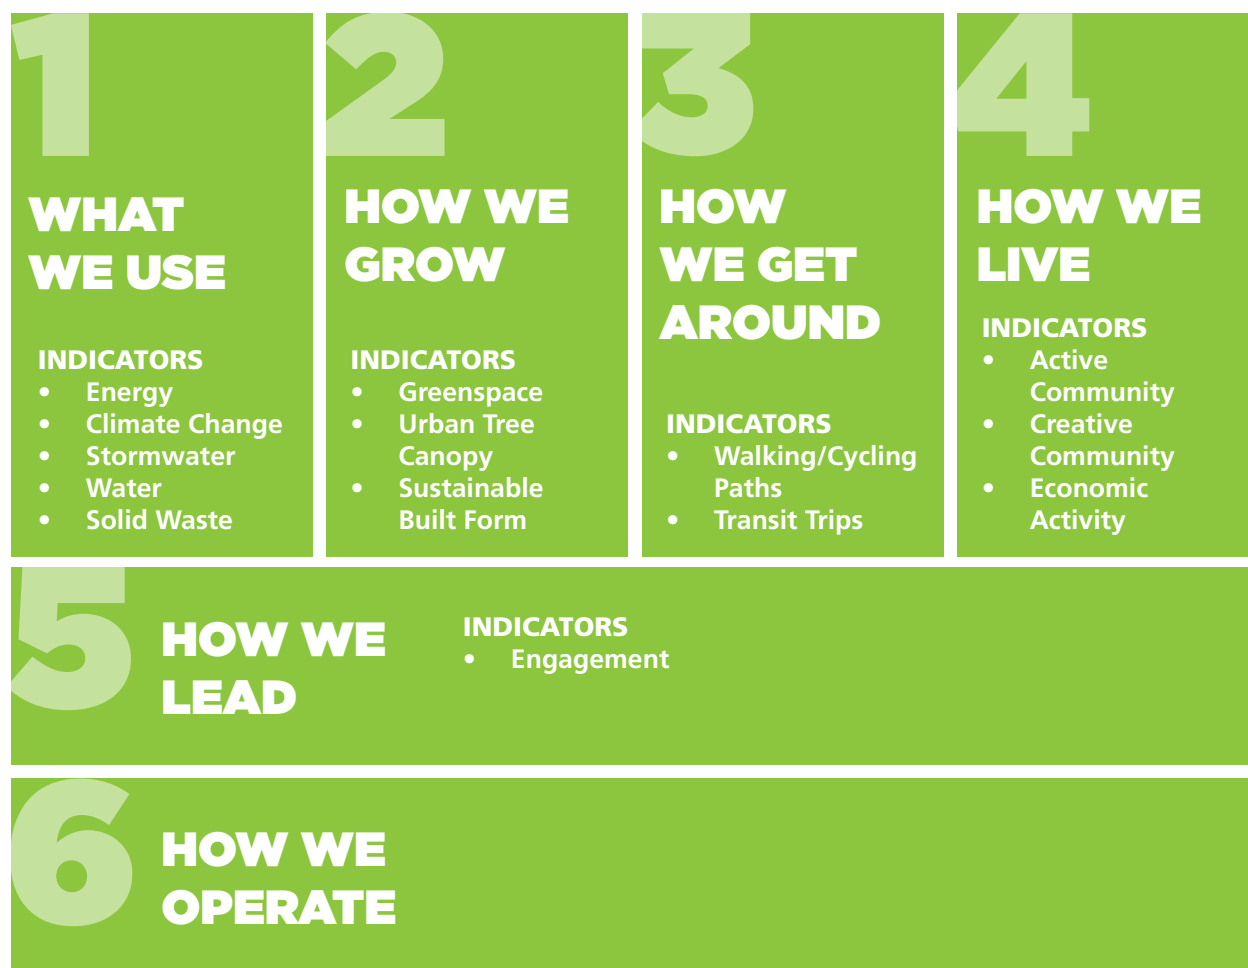 1
WHAT
WE USE
INDICATORS
• Energy
• Climate Change
• Stormwater
• Water
• Solid Waste
2
HOW WE
GROW
INDICATORS
• Greenspace
• Urban Tree
Canopy
• Sustainable
Built Form
3
HOW
WE GET
AROUND
INDICATORS
• Walking/Cycling
Paths
• Transit Trips
4
HOW WE
LIVE
INDICATORS
• Active
Community
• Creative
Community
• Economic
Activity
5
HOW WE
LEAD
INDICATORS
• Engagement
6
HOW WE
OPERATE